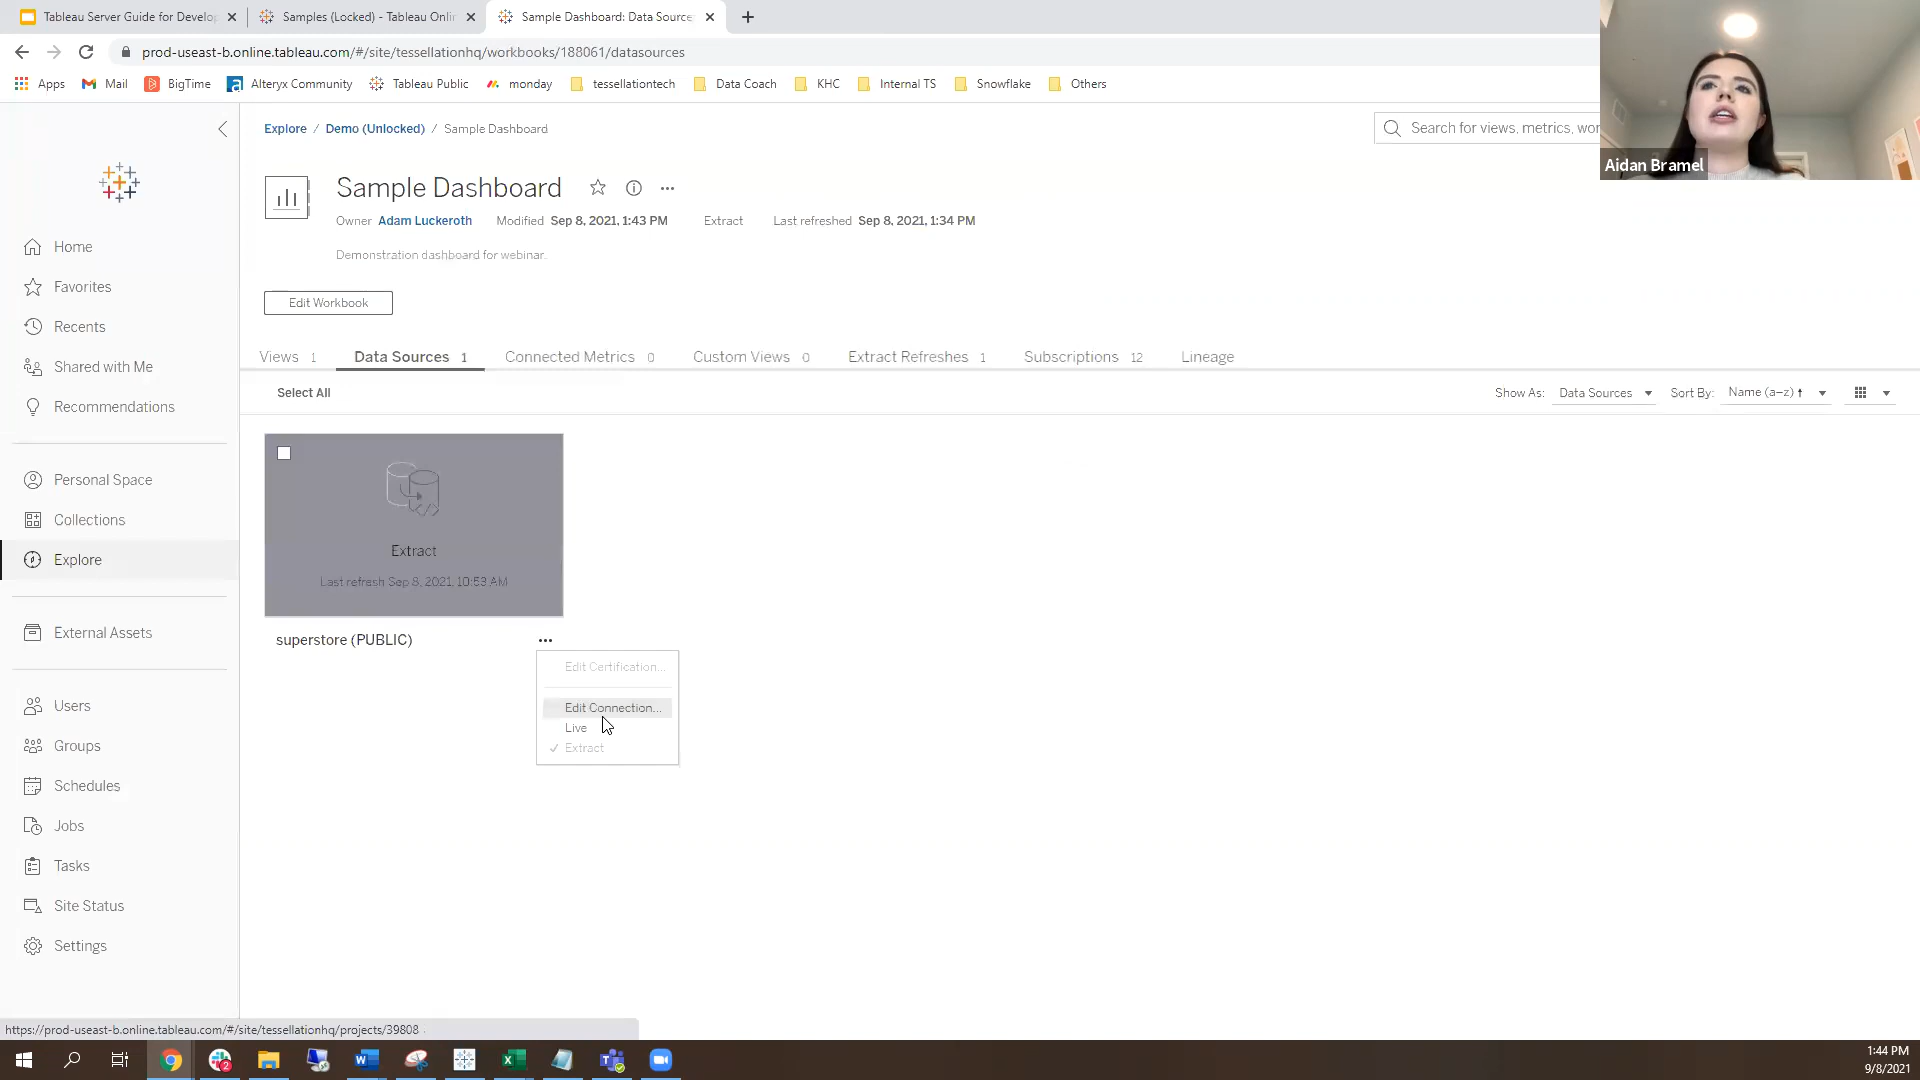 Tableau Server Guide for Develop
Samples (Locked) - Tableau Onli
Sample Dashboard: Data Source
prod-useast-b.online.tableau.com/#/site/tessellationhq/workbooks/188061/datasources
Apps
Mail
BigTime
Alteryx Community
Tableau Public
monday
tessellationtech
Data Coach
KHC
Internal TS
Snowflake
Others
Aidan Bramel
Explore / Demo (Unlocked) / Sample Dashboard
Search for views, metrics, wor
Sample Dashboard
Owner Adam Luckeroth Modified Sep 8, 2021, 1:43 PM Extract Last refreshed Sep 8, 2021, 1:34 PM
Demonstration dashboard for webinar.
Edit Workbook
Views 1
Data Sources 1
Connected Metrics 0
Custom Views 0
Extract Refreshes 1
Subscriptions 12
Lineage
Select All
Show As: Data Sources
Sort By: Name (a–z) ↑
Home
Favorites
Recents
Shared with Me
Recommendations
Personal Space
Collections
Explore
External Assets
Users
Groups
Schedules
Jobs
Tasks
Site Status
Settings
Extract
Last refresh Sep 8, 2021, 10:53 AM
superstore (PUBLIC)
Edit Certification...
Edit Connection...
Live
Extract
https://prod-useast-b.online.tableau.com/#/site/tessellationhq/projects/39808
2
1:44 PM
9/8/2021